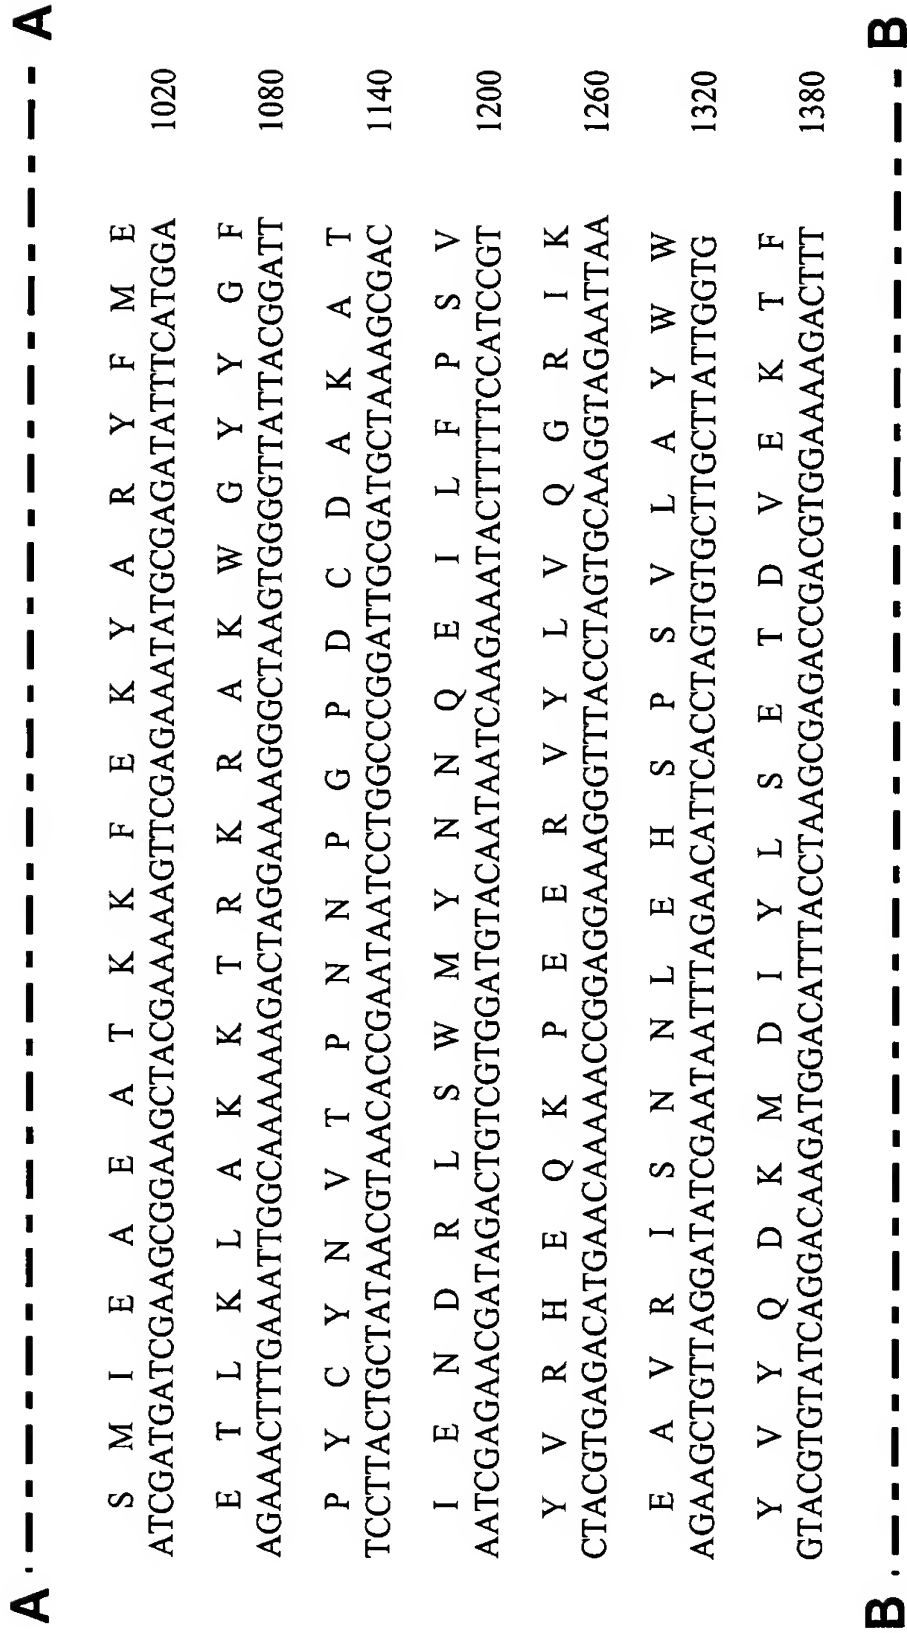 A A
S M I E A E A T K K F E K Y A R Y F M E
ATCGATGATCGAAGCGGAAGCTACGAAAAAGTTCGAGAAATATGCGAGATATTTCATGGA 1020
E T L K L A K K T R K R A K W G Y Y G F
AGAAACTTTGAAATTGGCAAAAAAGACTAGGAAAAGGGCTAAGTGGGGTTATTACGGATT 1080
P Y C Y N V T P N N P G P D C D A K A T
TCCTTACTGCTATAACGTAACACCGAATAATCCTGGCCCGGATTGCGATGCTAAAGCGAC 1140
I E N D R L S W M Y N N Q E I L F P S V
AATCGAGAACGATAGACTGTCGTGGATGTACAATAATCAAGAAATACTTTTTCCATCCGT 1200
Y V R H E Q K P E E R V Y L V Q G R I K
CTACGTGAGACATGAACAAAAACCGGAGGAAAGGGTTTACCTAGTGCAAGGTAGAATTAA 1260
E A V R I S N N L E H S P S V L A Y W W
AGAAGCTGTTAGGATATCGAATAATTTAGAACATTCACCTAGTGTGCTTGCTTATTGGTG 1320
Y V Y Q D K M D I Y L S E T D V E K T F
GTACGTGTATCAGGACAAGATGGACATTTACCTAAGCGAGACCGACGTGGAAAAGACTTT 1380
B B